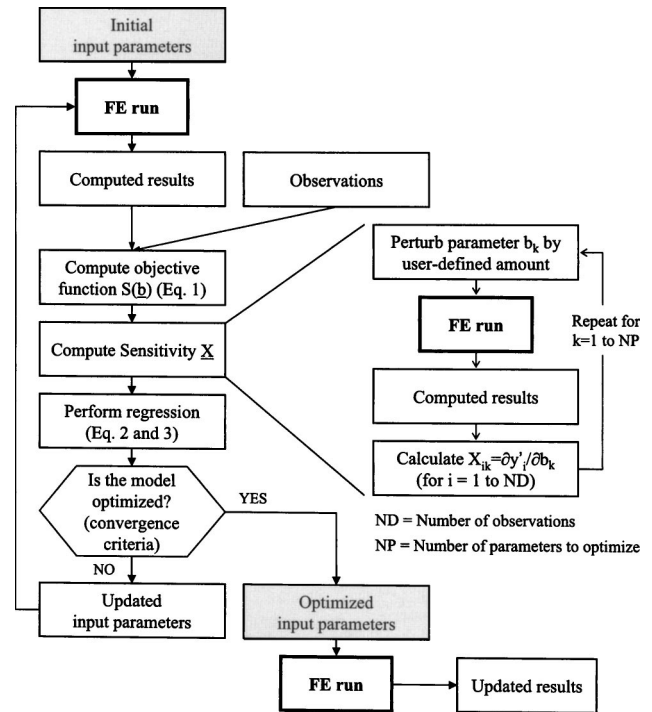 Initial
input parameters
FE run
Computed results
Observations
Compute objective
function S(b) (Eq. 1)
Compute Sensitivity X
Perform regression
(Eq. 2 and 3)
Is the model
optimized?
(convergence
criteria)
YES
NO
Updated
input parameters
Optimized
input parameters
FE run
Updated results
Perturb parameter bk by
user-defined amount
FE run
Computed results
Calculate Xik=∂y'i/∂bk
(for i = 1 to ND)
Repeat for
k=1 to NP
ND = Number of observations
NP = Number of parameters to optimize